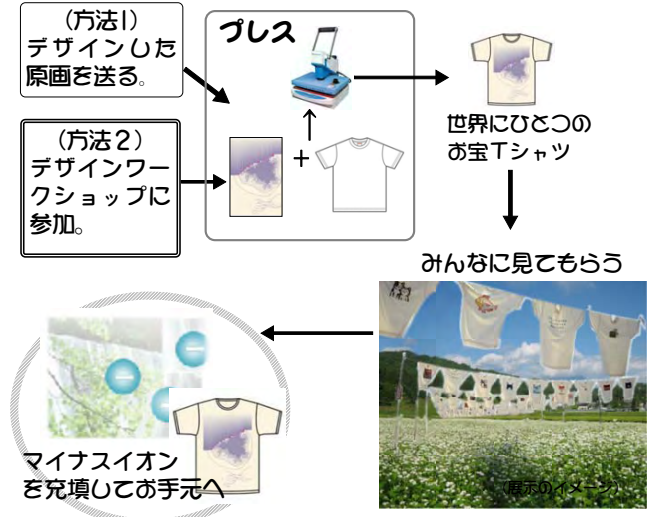 (方法1)
デザインした
原画を送る。
(方法2)
デザインワー
クショップに
参加。
プレス
+
世界にひとつの
お宝Tシャツ
みんなに見てもらう
(展示のイメージ)
マイナスイオン
を充填してお手元へ